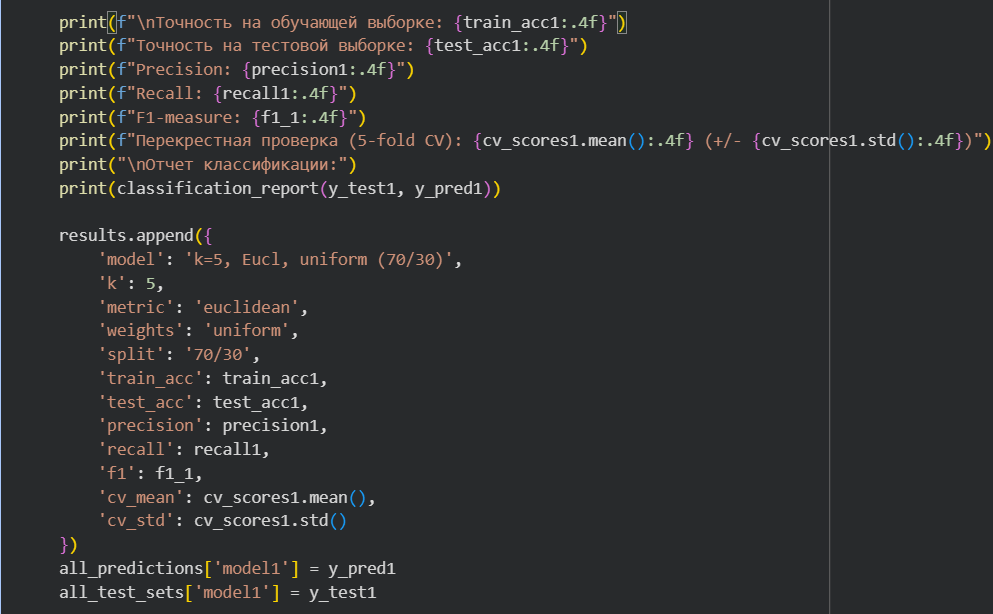 print(f"\nТочность на обучающей выборке: {train_acc1:.4f}")
print(f"Точность на тестовой выборке: {test_acc1:.4f}")
print(f"Precision: {precision1:.4f}")
print(f"Recall: {recall1:.4f}")
print(f"F1-measure: {f1_1:.4f}")
print(f"Перекрестная проверка (5-fold CV): {cv_scores1.mean():.4f} (+/- {cv_scores1.std():.4f})")
print("\nОтчет классификации:")
print(classification_report(y_test1, y_pred1))

results.append({
    'model': 'k=5, Eucl, uniform (70/30)',
    'k': 5,
    'metric': 'euclidean',
    'weights': 'uniform',
    'split': '70/30',
    'train_acc': train_acc1,
    'test_acc': test_acc1,
    'precision': precision1,
    'recall': recall1,
    'f1': f1_1,
    'cv_mean': cv_scores1.mean(),
    'cv_std': cv_scores1.std()
})
all_predictions['model1'] = y_pred1
all_test_sets['model1'] = y_test1